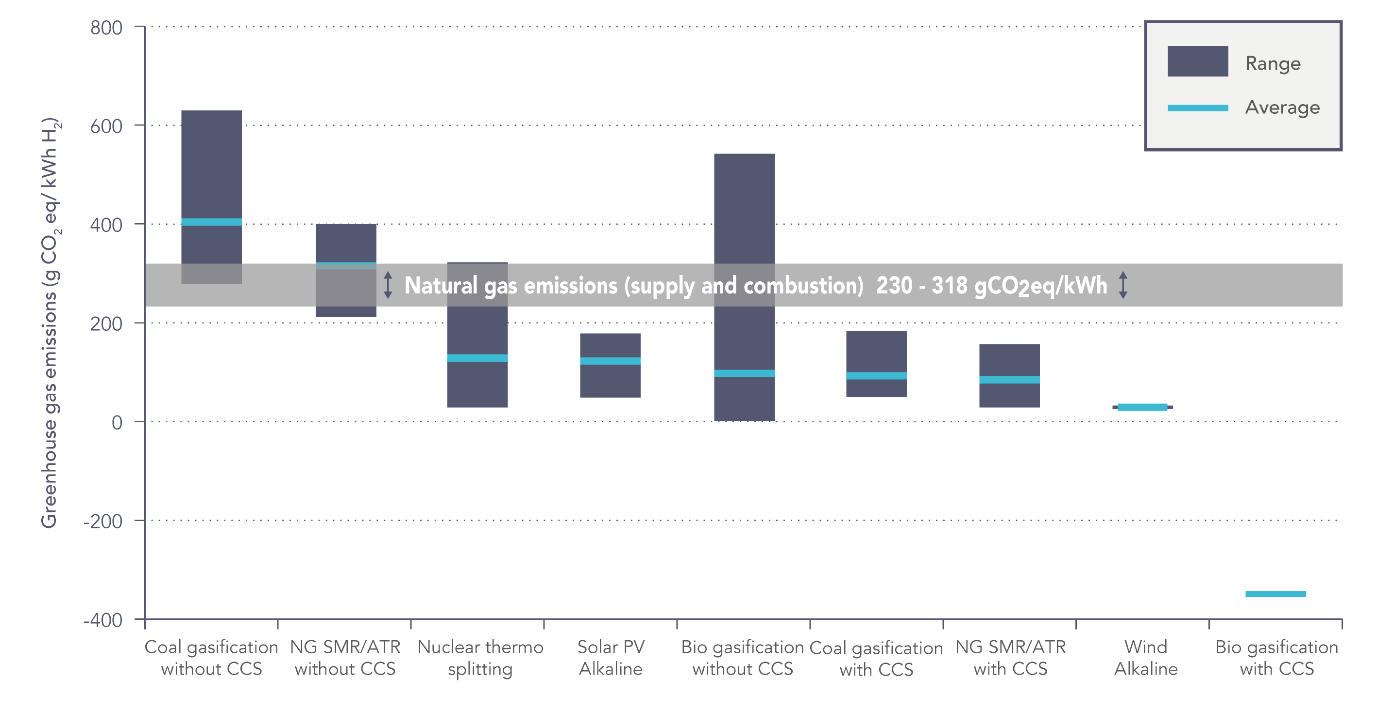 Greenhouse gas emissions (g CO₂ eq/ kWh H₂)
800
600
400
200
0
-200
-400
Range
Average
Natural gas emissions (supply and combustion) 230 - 318 gCO2eq/kWh
Coal gasification
without CCS
NG SMR/ATR
without CCS
Nuclear thermo
splitting
Solar PV
Alkaline
Bio gasification
without CCS
Coal gasification
with CCS
NG SMR/ATR
with CCS
Wind
Alkaline
Bio gasification
with CCS